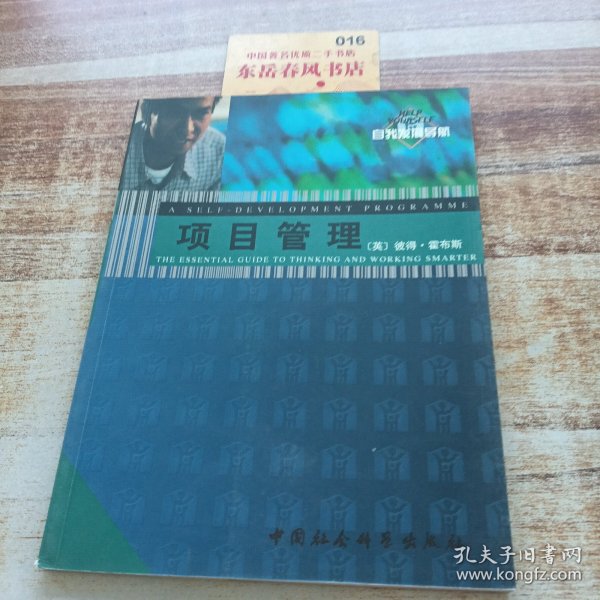 016
中国著名优质二手书店
东岳春风书店
HELP
YOURSELF
自我发展导航
A SELF-DEVELOPMENT PROGRAMME
项目管理
〔英〕彼得·霍布斯
THE ESSENTIAL GUIDE TO THINKING AND WORKING SMARTER
中国社会科学出版社
孔夫子旧书网
www.kongfz.com